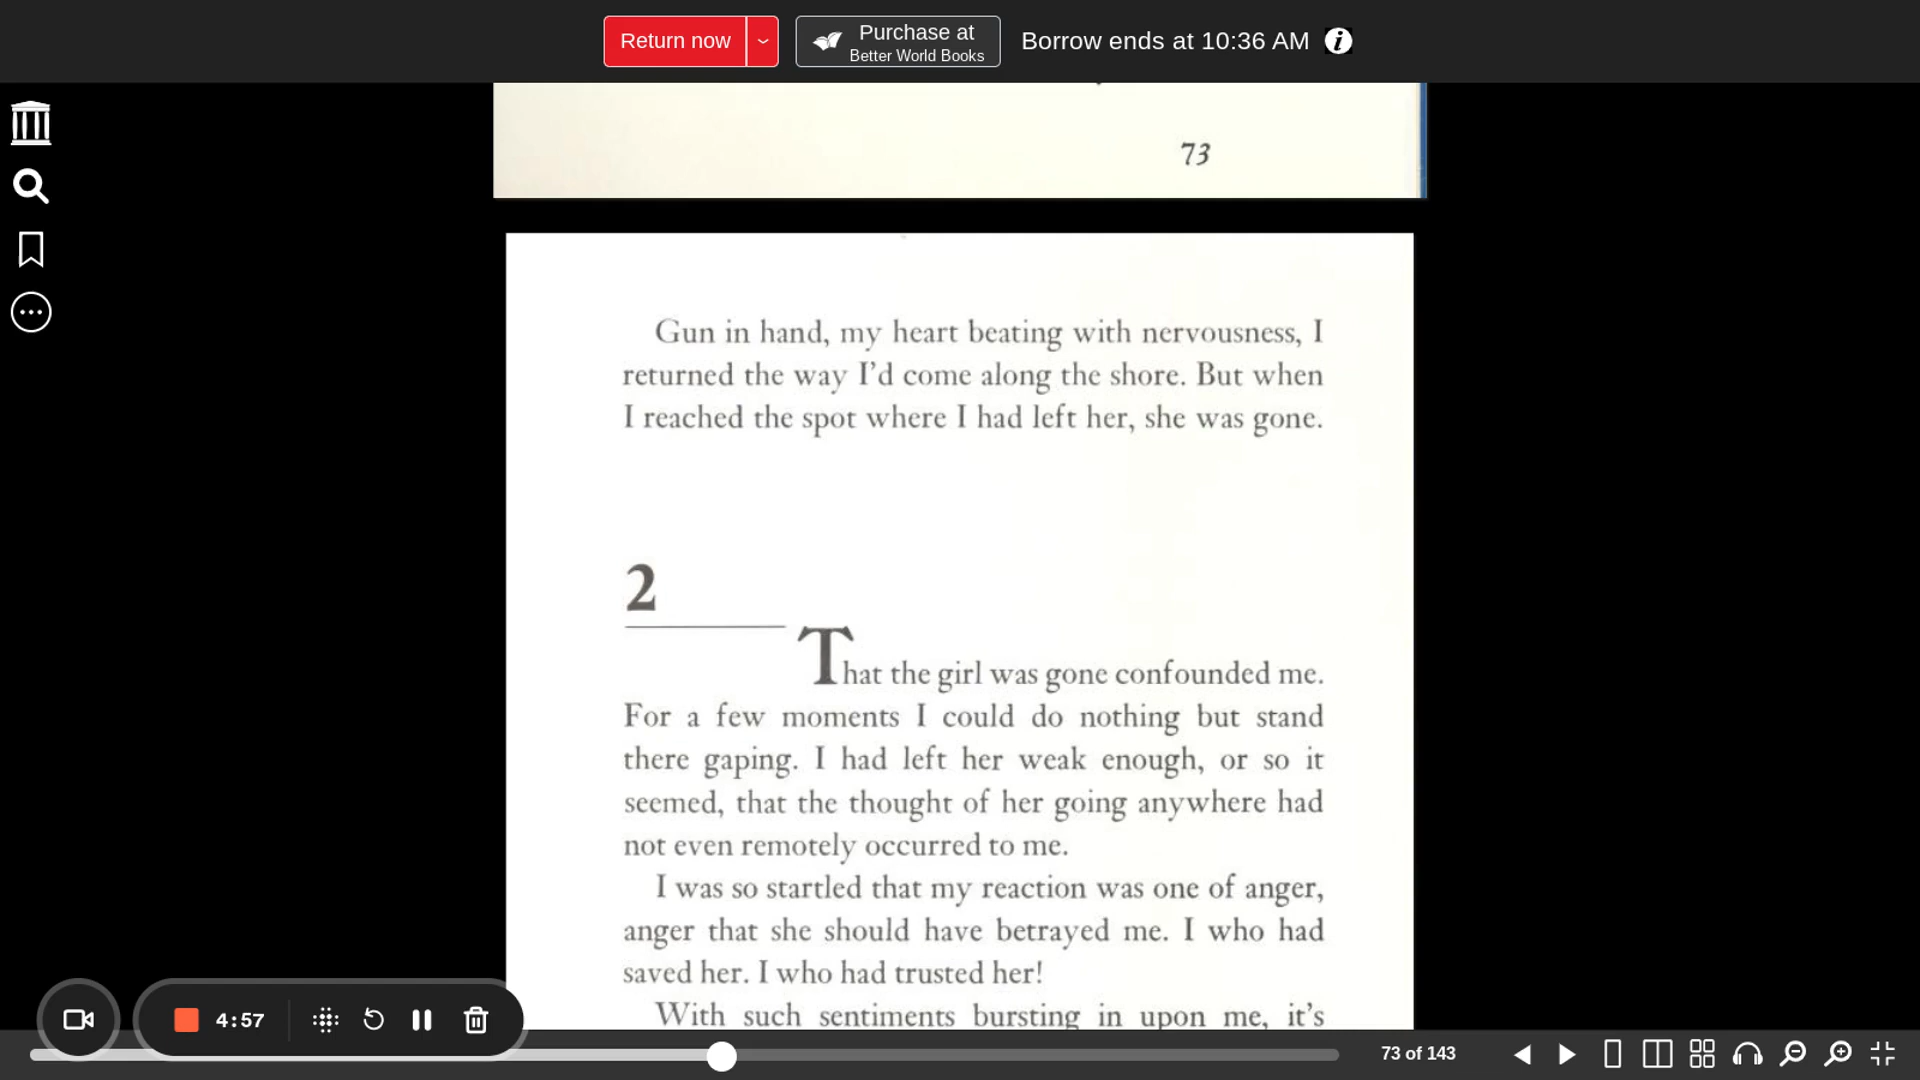 Return now
Purchase at
Better World Books
Borrow ends at 10:36 AM
73
Gun in hand, my heart beating with nervousness, I
returned the way I'd come along the shore. But when
I reached the spot where I had left her, she was gone.
2
That the girl was gone confounded me.
For a few moments I could do nothing but stand
there gaping. I had left her weak enough, or so it
seemed, that the thought of her going anywhere had
not even remotely occurred to me.
I was so startled that my reaction was one of anger,
anger that she should have betrayed me. I who had
saved her. I who had trusted her!
With such sentiments bursting in upon me, it's
4:57
73 of 143